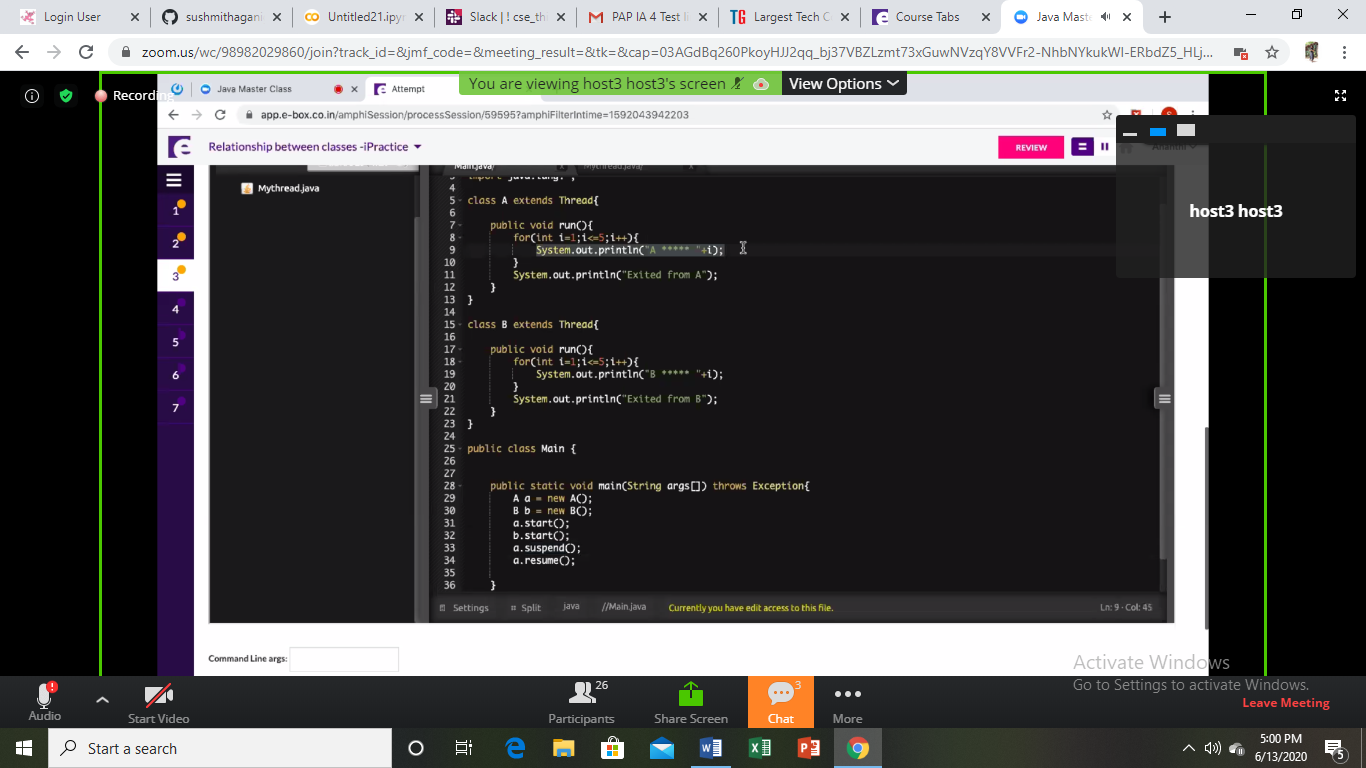 Login User
sushmithagani
Untitled21.ipyn
Slack | ! cse_th
PAP IA 4 Test li
Largest Tech C
Course Tabs
Java Mast
zoom.us/wc/98982029860/join?track_id=&jmf_code=&meeting_result=&tk=&cap=03AGdBq260PkoyHJJ2qq_bj37VBZLzmt73xGuwNVzqY8VVFr2-NhbNYkukWI-ERbdZ5_HLj...
Recording
Java Master Class
Attempt
You are viewing host3 host3's screen
View Options
app.e-box.co.in/amphiSession/processSession/59595?amphiFilterIntime=1592043942203
Relationship between classes -iPractice
REVIEW
host3 host3
1
2
3
4
5
6
7
Mythread.java
4
5 class A extends Thread{
6
7 public void run(){
8 for(int i=1;i<=5;i++){
9 System.out.println("A ***** "+i);
10 }
11 System.out.println("Exited from A");
12 }
13 }
14
15 class B extends Thread{
16
17 public void run(){
18 for(int i=1;i<=5;i++){
19 System.out.println("B ***** "+i);
20 }
21 System.out.println("Exited from B");
22 }
23 }
24
25 public class Main {
26
27
28 public static void main(String args[]) throws Exception{
29 A a = new A();
30 B b = new B();
31 a.start();
32 b.start();
33 a.suspend();
34 a.resume();
35
36 }
Settings
Split
java
//Main.java
Currently you have edit access to this file.
Ln: 9 - Col: 45
Command Line args:
Activate Windows
Go to Settings to activate Windows.
Audio
Start Video
26
Participants
Share Screen
3
Chat
More
Leave Meeting
Start a search
5:00 PM
6/13/2020
5